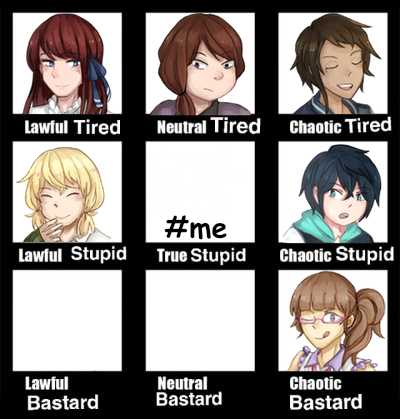 Lawful Tired
Neutral Tired
Chaotic Tired
#me
Lawful Stupid
True Stupid
Chaotic Stupid
Lawful Bastard
Neutral Bastard
Chaotic Bastard